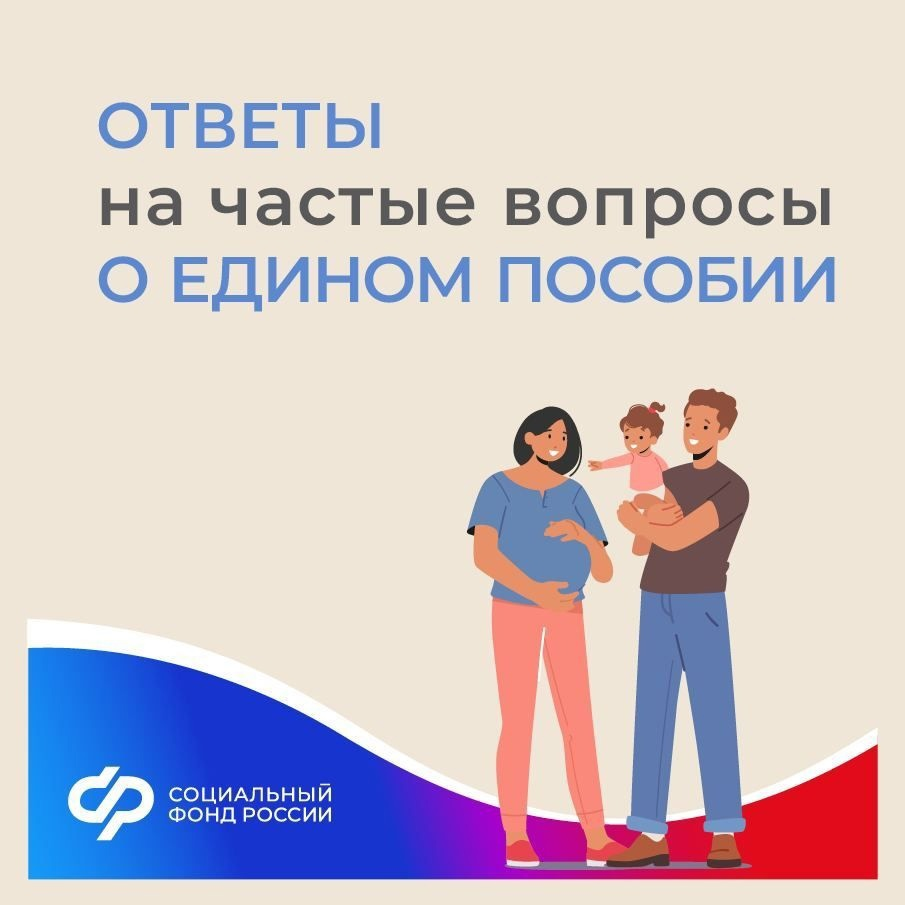 ОТВЕТЫ
на частые вопросы
О ЕДИНОМ ПОСОБИИ
СОЦИАЛЬНЫЙ
ФОНД РОССИИ